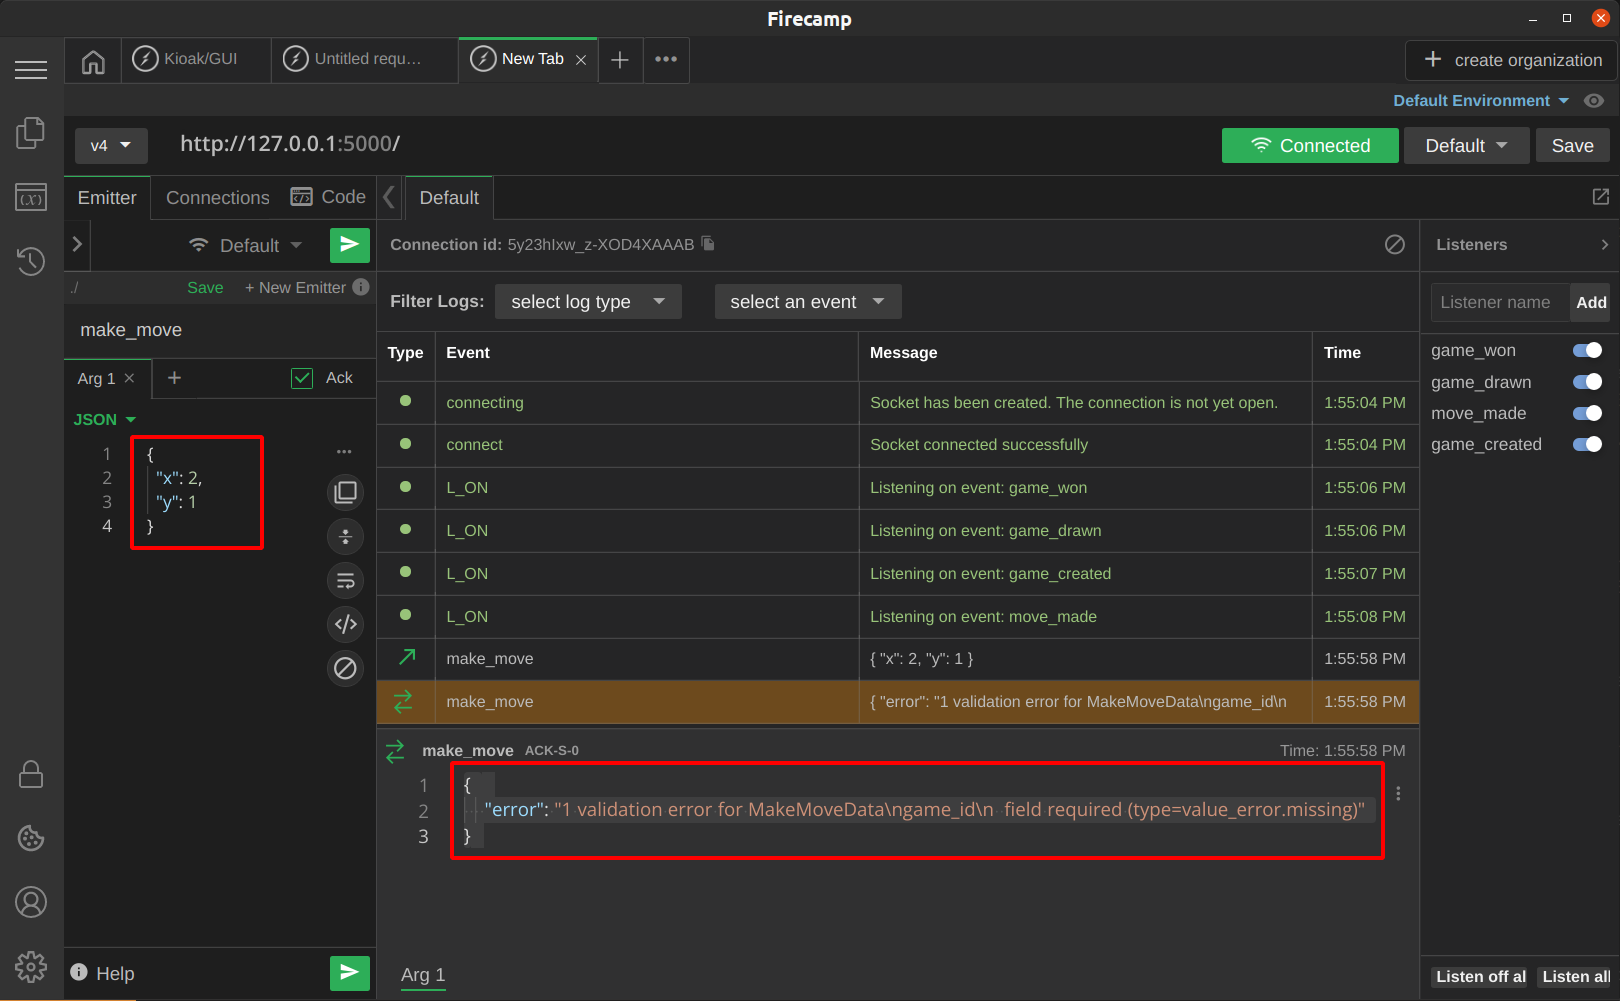 Firecamp
Kioak/GUI
Untitled requ...
New Tab
create organization
Default Environment
v4
http://127.0.0.1:5000/
Connected
Default
Save
Emitter
Connections
Code
Default
Default
Connection id: 5y23hIxw_z-XOD4XAAAB
Listeners
./
Save
+ New Emitter
Filter Logs:
select log type
select an event
Listener name
Add
make_move
Type
Event
Message
Time
game_won
game_drawn
move_made
game_created
Arg 1
Ack
JSON
1 {
2 "x": 2,
3 "y": 1
4 }
connecting
Socket has been created. The connection is not yet open.
1:55:04 PM
connect
Socket connected successfully
1:55:04 PM
L_ON
Listening on event: game_won
1:55:06 PM
L_ON
Listening on event: game_drawn
1:55:06 PM
L_ON
Listening on event: game_created
1:55:07 PM
L_ON
Listening on event: move_made
1:55:08 PM
make_move
{ "x": 2, "y": 1 }
1:55:58 PM
make_move
{ "error": "1 validation error for MakeMoveData\ngame_id\n
1:55:58 PM
make_move ACK-S-0
Time: 1:55:58 PM
1 {
2 "error": "1 validation error for MakeMoveData\ngame_id\n  field required (type=value_error.missing)"
3 }
Help
Arg 1
Listen off al
Listen all